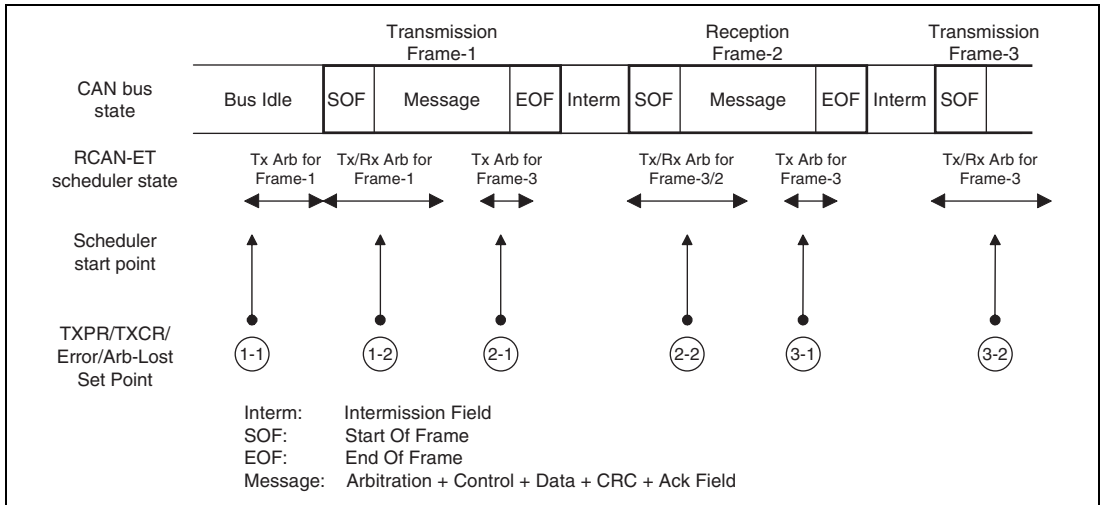 Transmission
Frame-1
Reception
Frame-2
Transmission
Frame-3
CAN bus
state
Bus Idle
SOF
Message
EOF
Interm
SOF
Message
EOF
Interm
SOF
RCAN-ET
scheduler state
Tx Arb for
Frame-1
Tx/Rx Arb for
Frame-1
Tx Arb for
Frame-3
Tx/Rx Arb for
Frame-3/2
Tx Arb for
Frame-3
Tx/Rx Arb for
Frame-3
Scheduler
start point
TXPR/TXCR/
Error/Arb-Lost
Set Point
1-1
1-2
2-1
2-2
3-1
3-2
Interm: Intermission Field
SOF: Start Of Frame
EOF: End Of Frame
Message: Arbitration + Control + Data + CRC + Ack Field